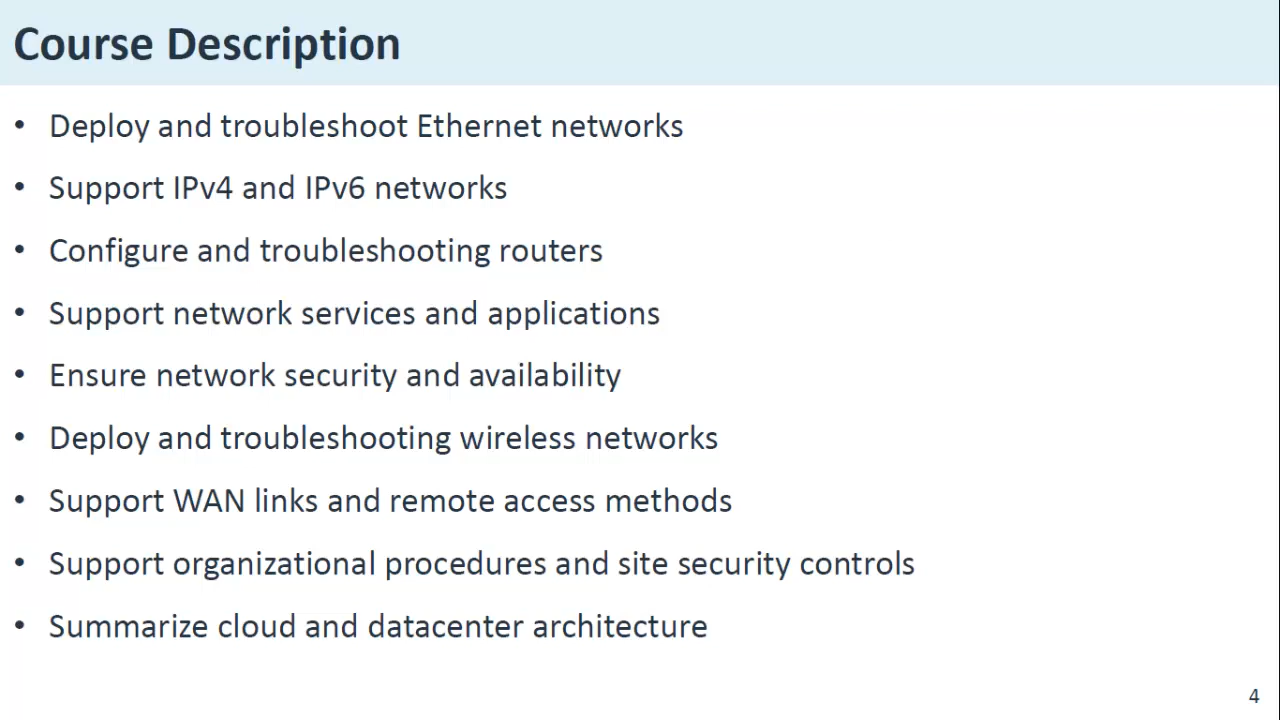 Course Description
• Deploy and troubleshoot Ethernet networks
• Support IPv4 and IPv6 networks
• Configure and troubleshooting routers
• Support network services and applications
• Ensure network security and availability
• Deploy and troubleshooting wireless networks
• Support WAN links and remote access methods
• Support organizational procedures and site security controls
• Summarize cloud and datacenter architecture
4